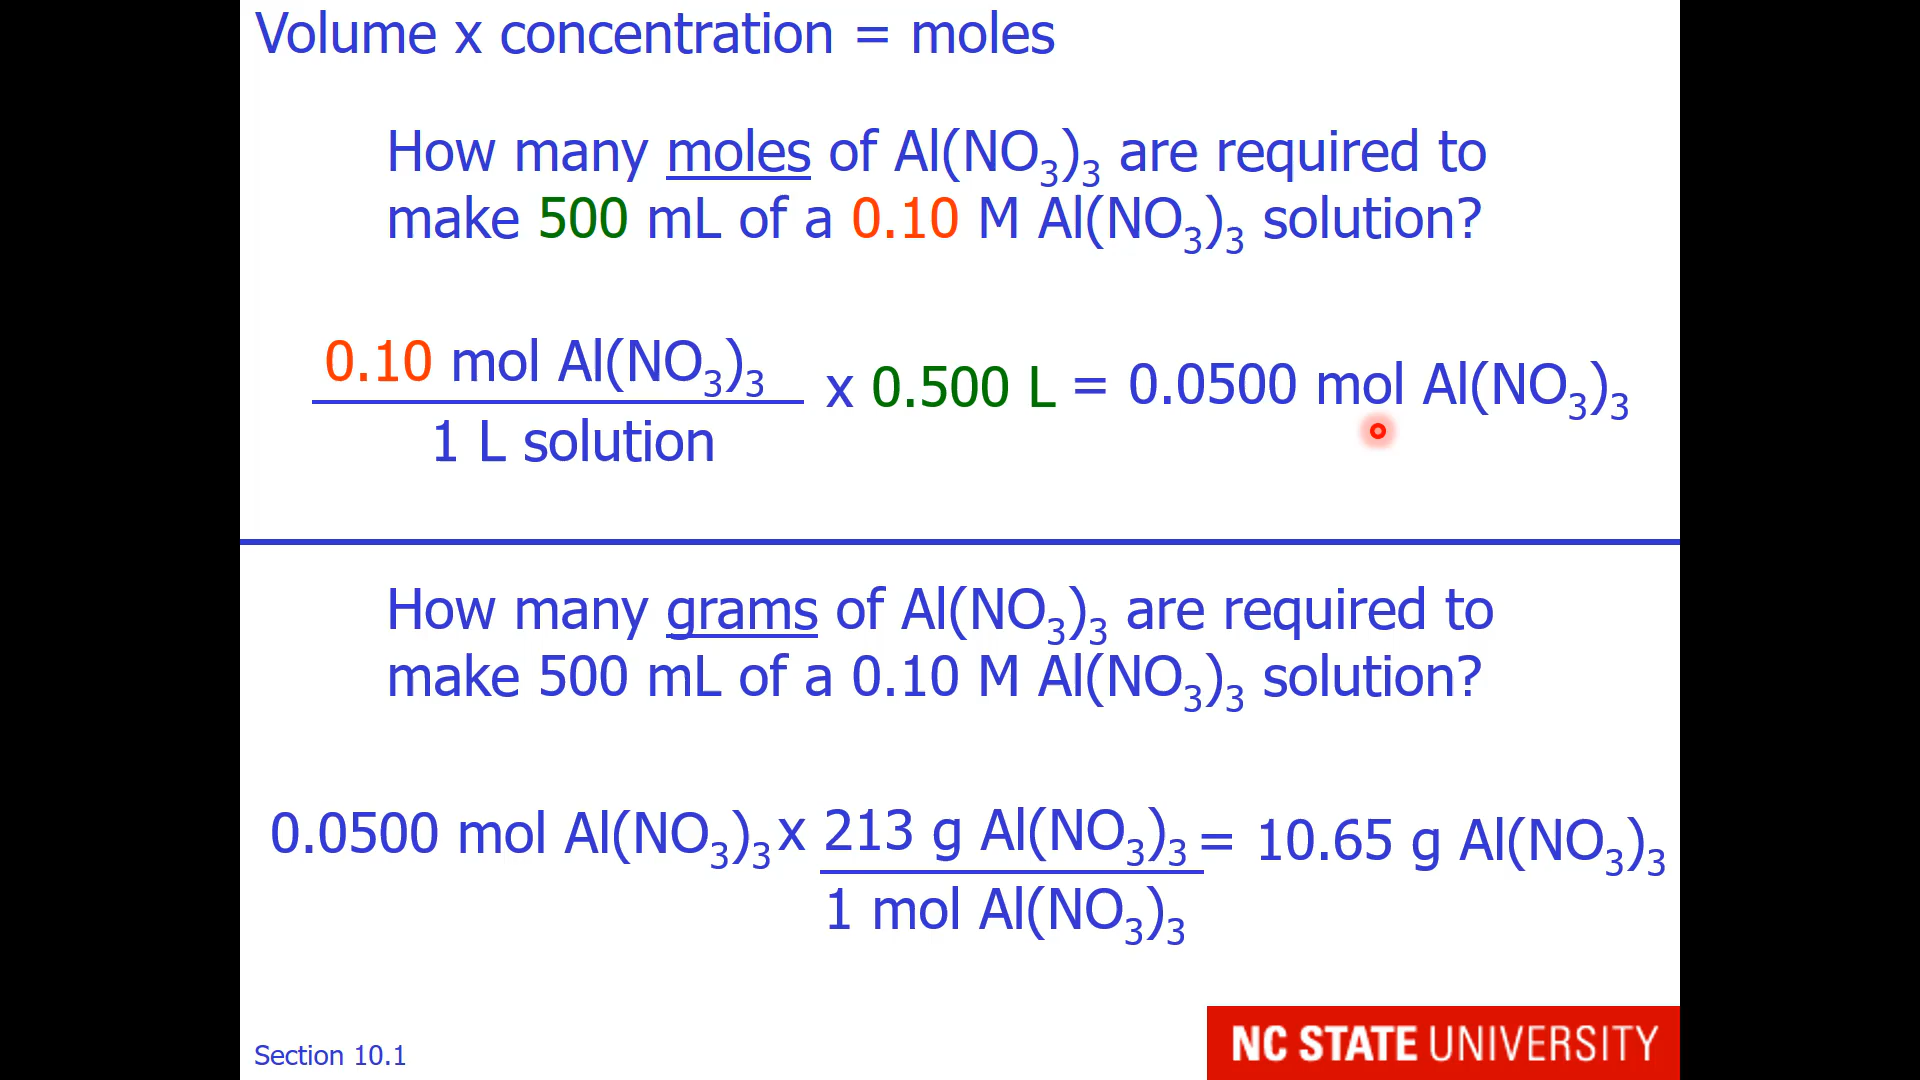 Volume x concentration = moles
How many moles of Al(NO₃)₃ are required to
make 500 mL of a 0.10 M Al(NO₃)₃ solution?
0.10 mol Al(NO₃)₃
1 L solution
x 0.500 L = 0.0500 mol Al(NO₃)₃
How many grams of Al(NO₃)₃ are required to
make 500 mL of a 0.10 M Al(NO₃)₃ solution?
0.0500 mol Al(NO₃)₃ x 213 g Al(NO₃)₃ = 10.65 g Al(NO₃)₃
1 mol Al(NO₃)₃
Section 10.1
NC STATE UNIVERSITY